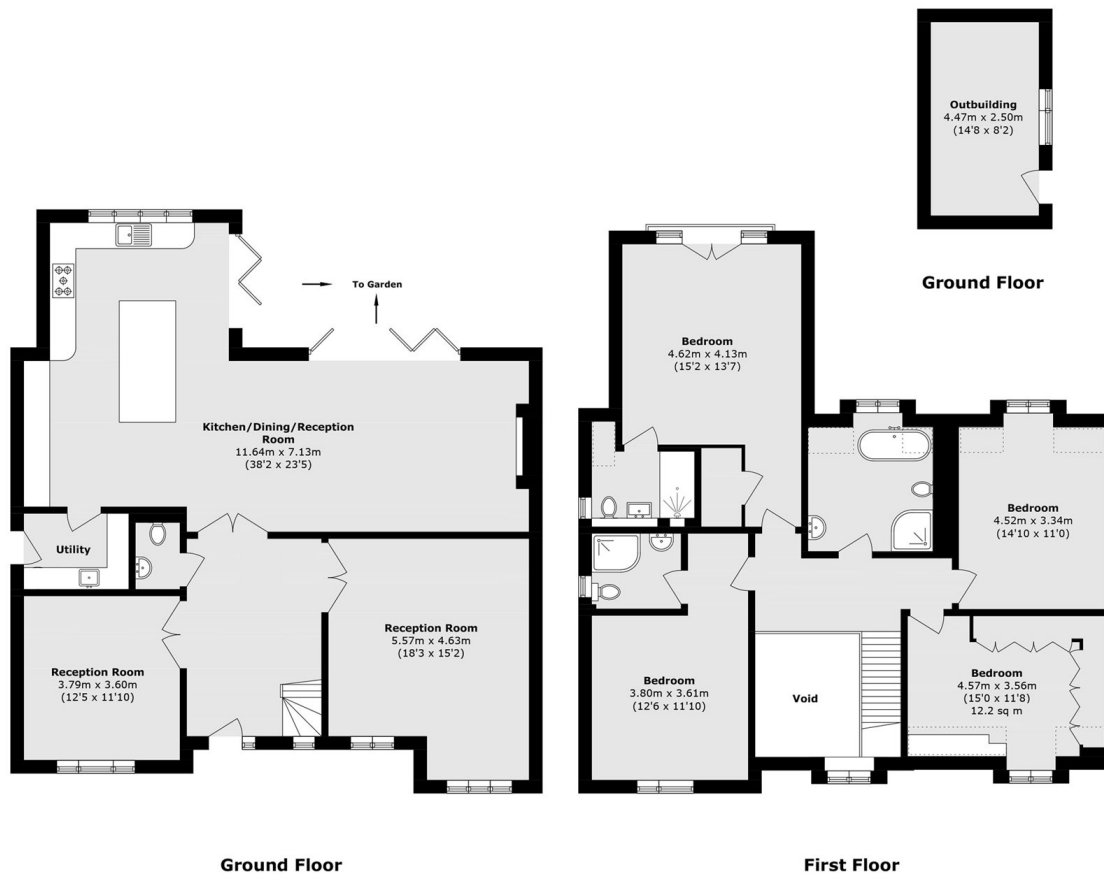 Outbuilding
4.47m x 2.50m
(14'8 x 8'2)
Ground Floor
To Garden
Kitchen/Dining/Reception
Room
11.64m x 7.13m
(38'2 x 23'5)
Utility
Reception Room
3.79m x 3.60m
(12'5 x 11'10)
Reception Room
5.57m x 4.63m
(18'3 x 15'2)
Ground Floor
Bedroom
4.62m x 4.13m
(15'2 x 13'7)
Bedroom
4.52m x 3.34m
(14'10 x 11'0)
Bedroom
3.80m x 3.61m
(12'6 x 11'10)
Void
Bedroom
4.57m x 3.56m
(15'0 x 11'8)
12.2 sq m
First Floor